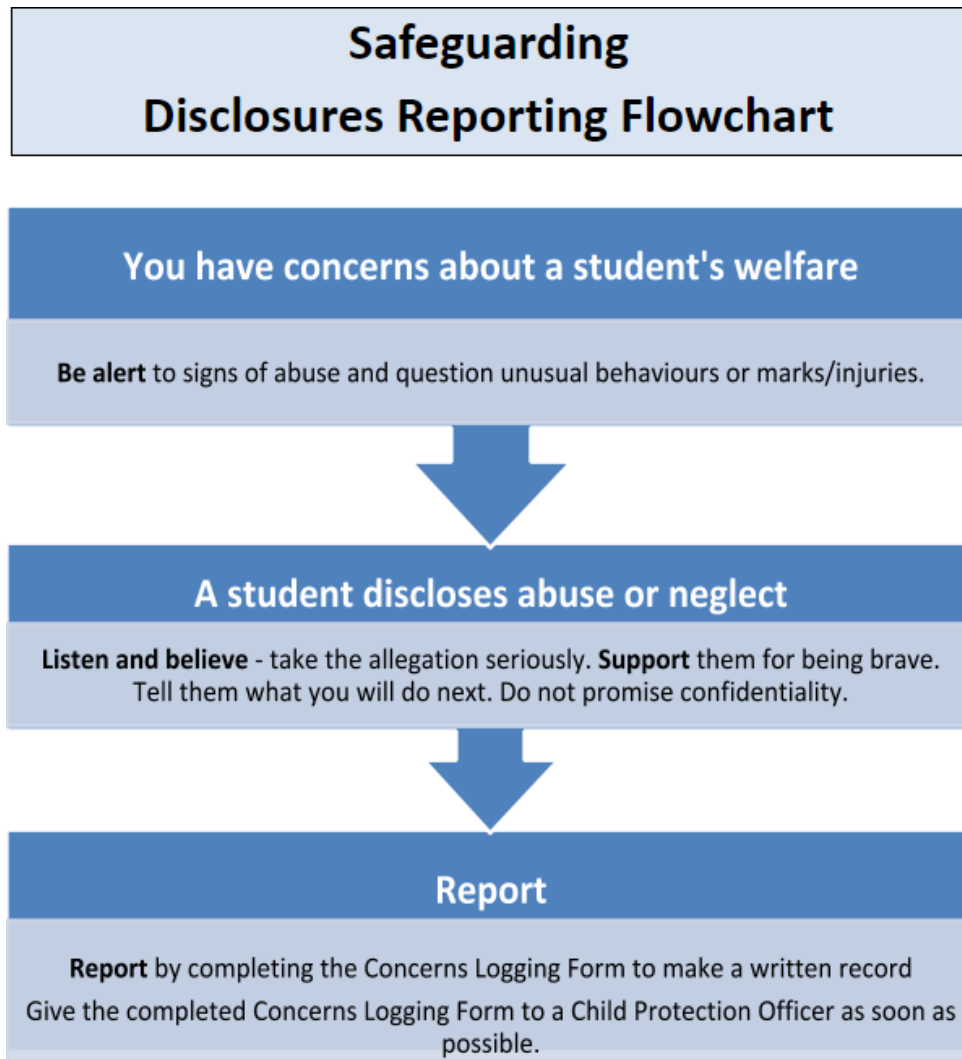 Safeguarding
Disclosures Reporting Flowchart
You have concerns about a student's welfare
Be alert to signs of abuse and question unusual behaviours or marks/injuries.
A student discloses abuse or neglect
Listen and believe - take the allegation seriously. Support them for being brave.
Tell them what you will do next. Do not promise confidentiality.
Report
Report by completing the Concerns Logging Form to make a written record
Give the completed Concerns Logging Form to a Child Protection Officer as soon as
possible.